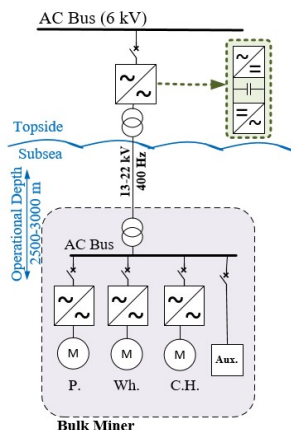 AC Bus (6 kV)
Topside
Subsea
13-22 kV
400 Hz
Operational Depth
2500-3000 m
AC Bus
M
M
M
Aux.
P.
Wh.
C.H.
Bulk Miner